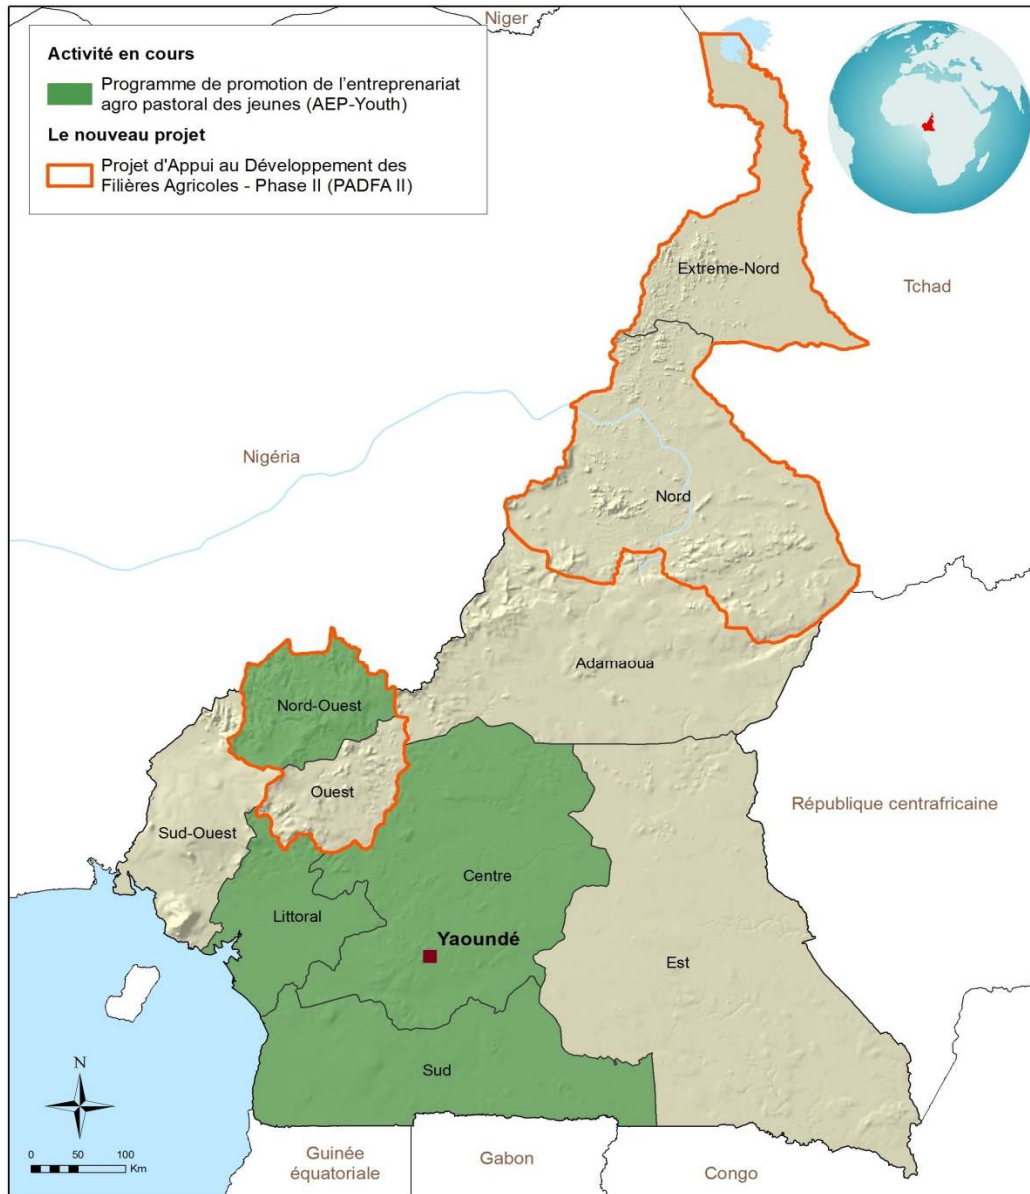 Niger
Activité en cours
Programme de promotion de l'entreprenariat
agro pastoral des jeunes (AEP-Youth)
Le nouveau projet
Projet d'Appui au Développement des
Filières Agricoles - Phase II (PADFA II)
Extreme-Nord
Tchad
Nigéria
Nord
Adamaoua
Nord-Ouest
Ouest
République centrafricaine
Sud-Ouest
Centre
Littoral
Yaoundé
Est
Sud
N
0 50 100
Km
Guinée
équatoriale
Gabon
Congo